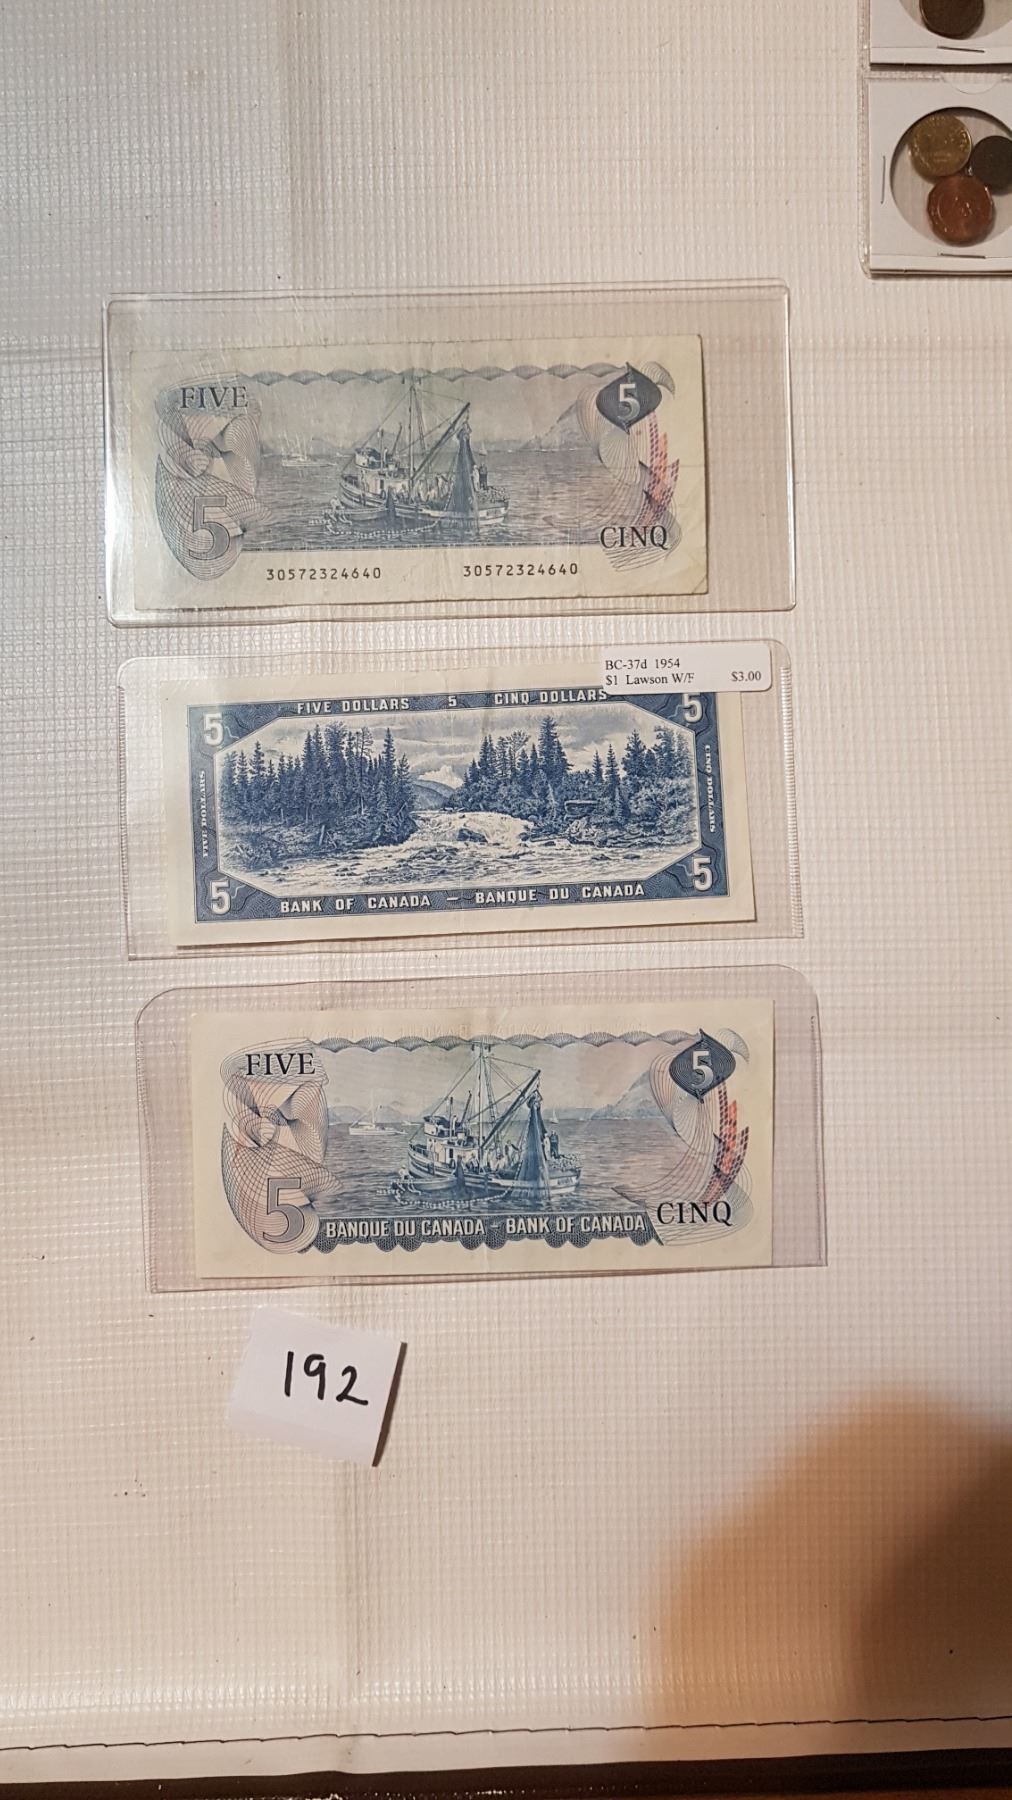 FIVE
5
5
CINQ
30572324640 30572324640
BC-37d 1954
$1 Lawson W/F $3.00
FIVE DOLLARS 5 CINQ DOLLARS
5 5
FIVE DOLLARS
CINQ DOLLARS
5 5
BANK OF CANADA — BANQUE DU CANADA
FIVE
5
5
CINQ
BANQUE DU CANADA - BANK OF CANADA
192